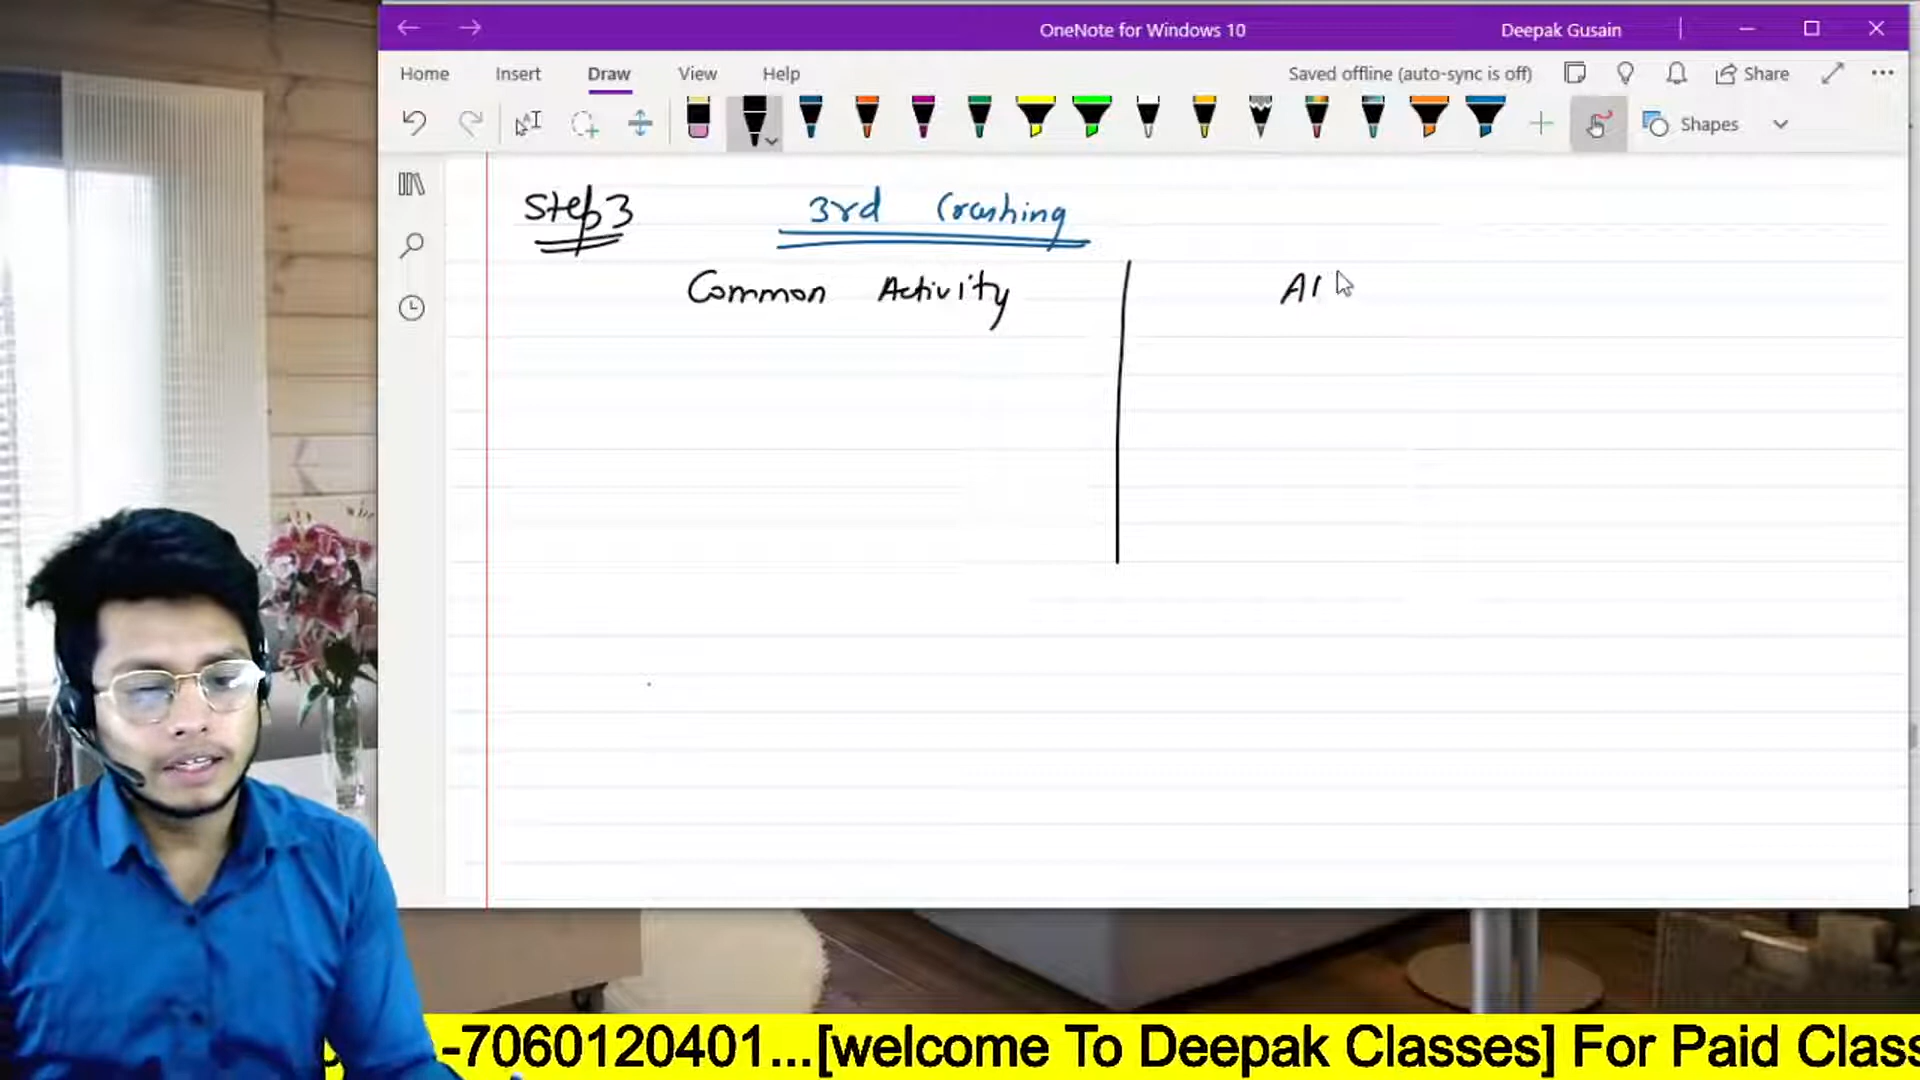 OneNote for Windows 10
Deepak Gusain
Home Insert Draw View Help
Saved offline (auto-sync is off)
Share
Shapes
Step 3
3rd Crashing
Common Activity
Al
-7060120401...[welcome To Deepak Classes] For Paid Class